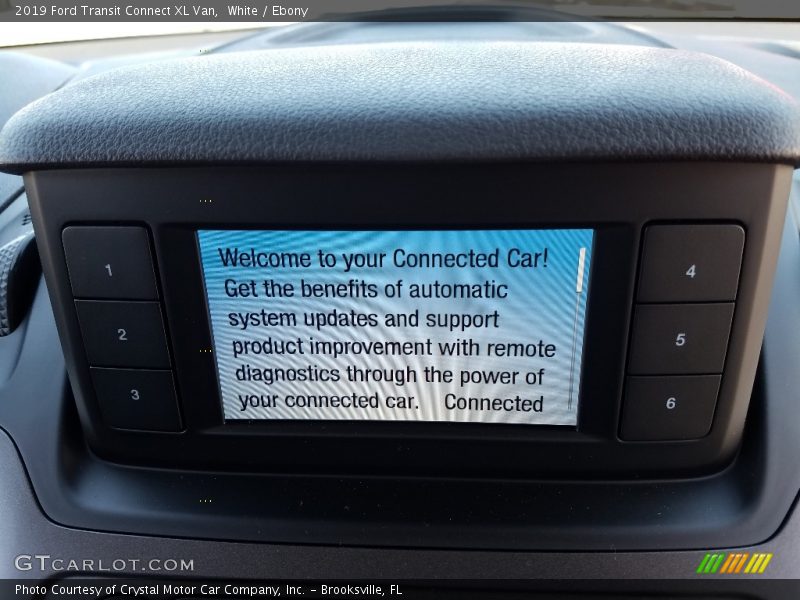 2019 Ford Transit Connect XL Van, White / Ebony
1
2
3
Welcome to your Connected Car!
Get the benefits of automatic
system updates and support
product improvement with remote
diagnostics through the power of
your connected car. Connected
4
5
6
GTCARLOT.COM
Photo Courtesy of Crystal Motor Car Company, Inc. - Brooksville, FL